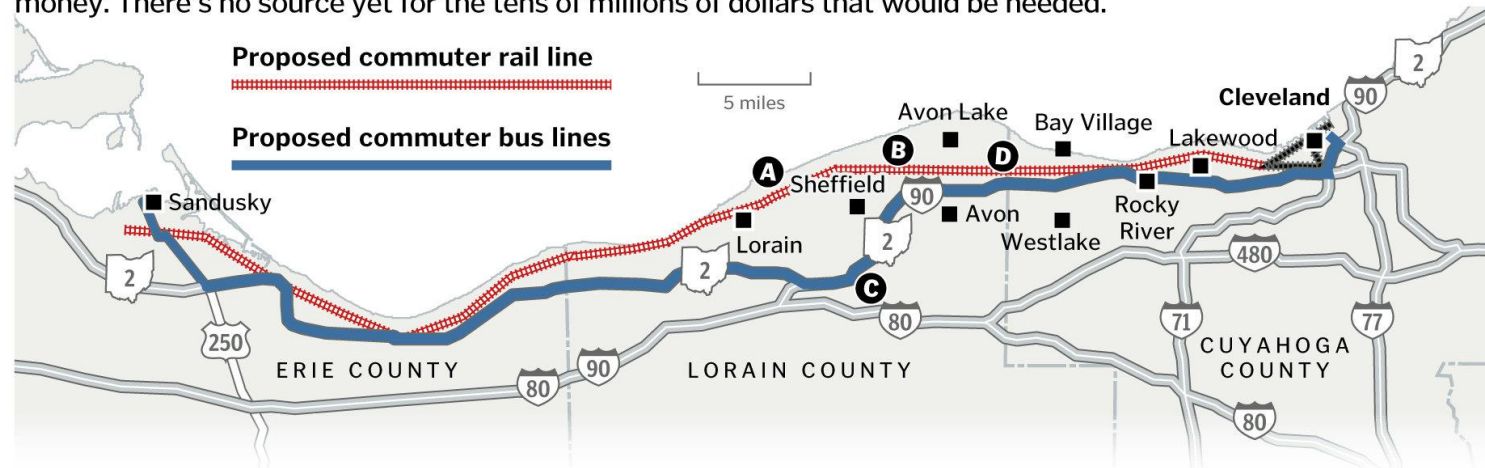 money. There's no source yet for the tens of millions of dollars that would be needed.
Proposed commuter rail line
Proposed commuter bus lines
5 miles
2
90
Cleveland
Avon Lake
Bay Village
Lakewood
A
B
D
Sheffield
Sandusky
90
Avon
Rocky
River
Lorain
2
Westlake
2
2
480
C
250
80
71
77
ERIE COUNTY
90
80
LORAIN COUNTY
CUYAHOGA
COUNTY
80